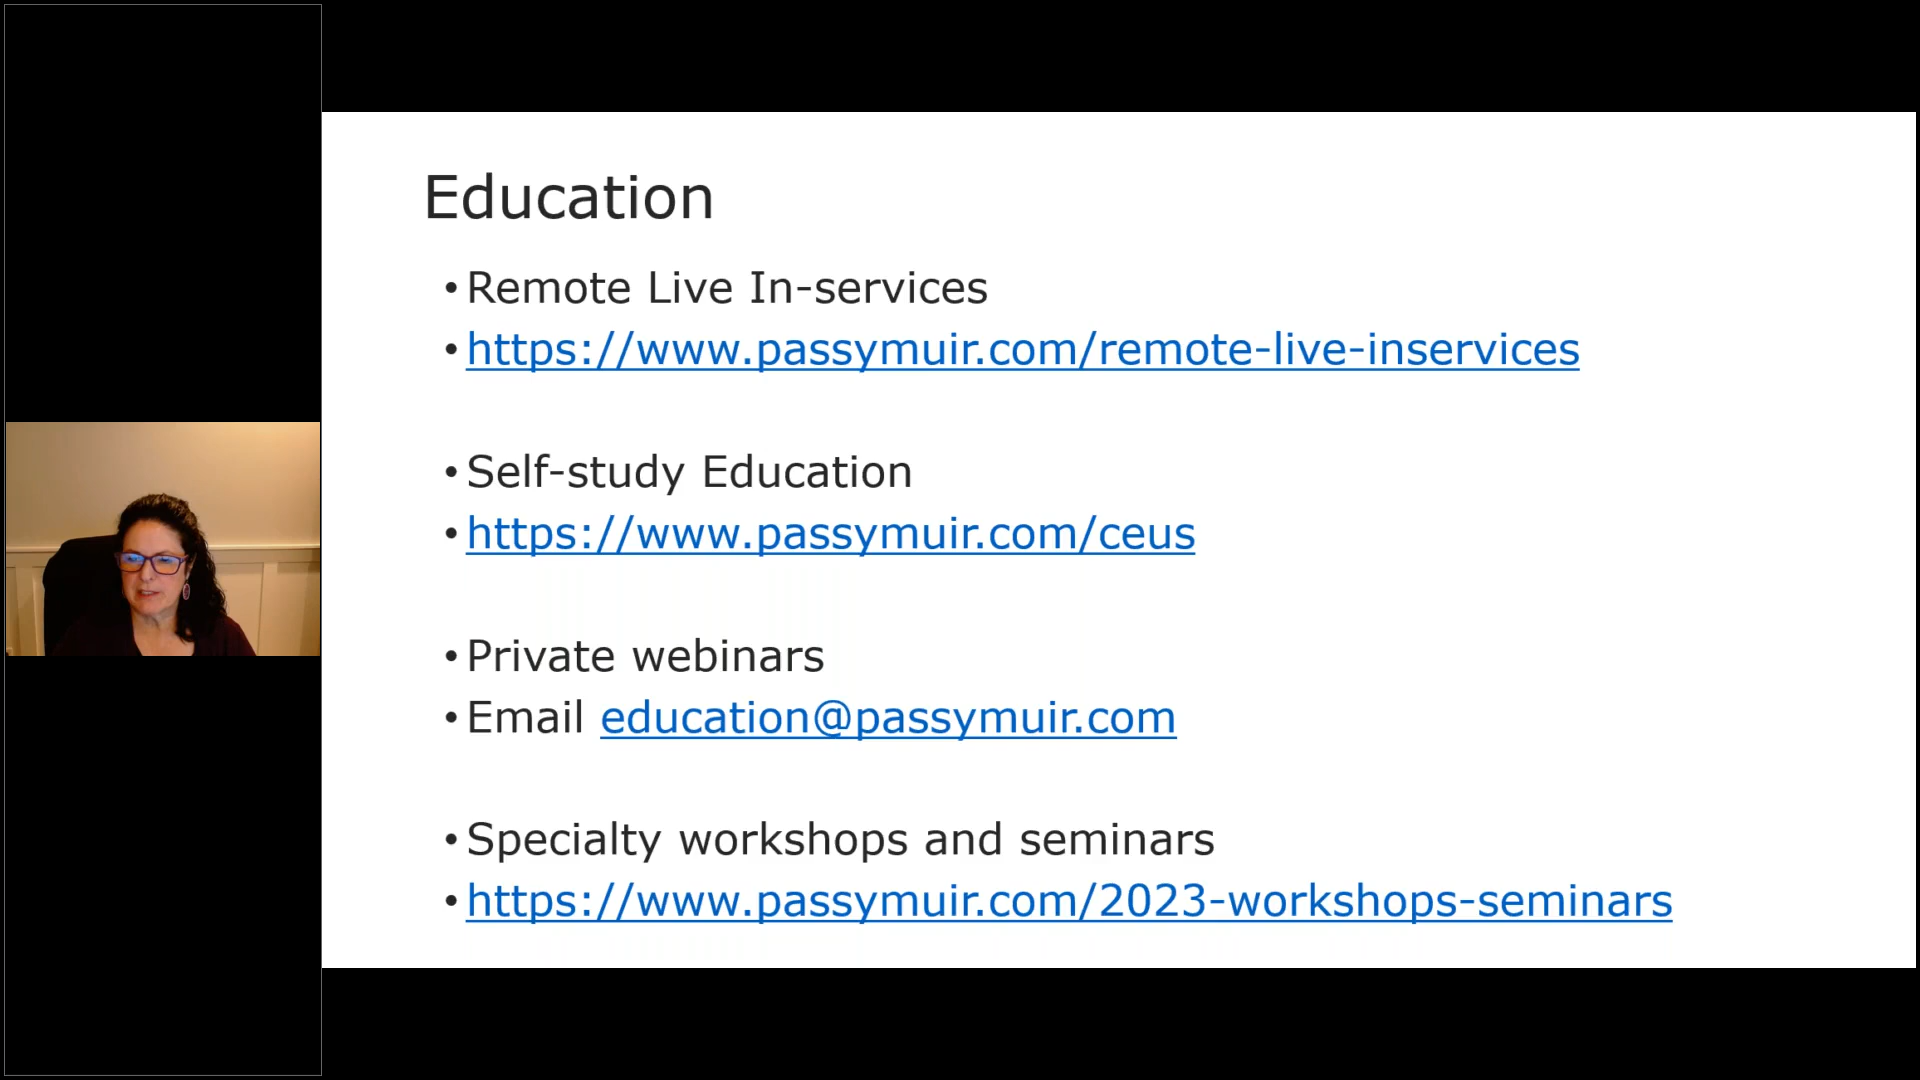 Education
•Remote Live In-services
•https://www.passymuir.com/remote-live-inservices
•Self-study Education
•https://www.passymuir.com/ceus
•Private webinars
•Email education@passymuir.com
•Specialty workshops and seminars
•https://www.passymuir.com/2023-workshops-seminars